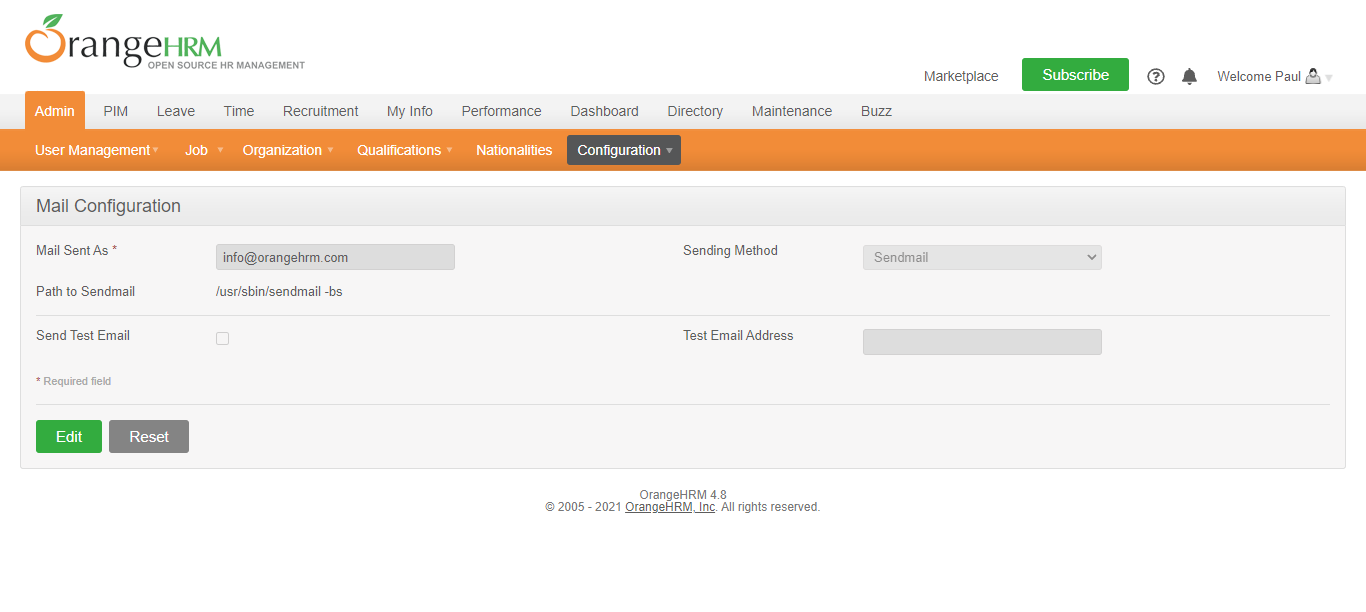 OrangeHRM
OPEN SOURCE HR MANAGEMENT
Marketplace Subscribe Welcome Paul
Admin PIM Leave Time Recruitment My Info Performance Dashboard Directory Maintenance Buzz
User Management Job Organization Qualifications Nationalities Configuration
Mail Configuration
Mail Sent As * info@orangehrm.com Sending Method Sendmail
Path to Sendmail /usr/sbin/sendmail -bs
Send Test Email Test Email Address
* Required field
Edit Reset
OrangeHRM 4.8
© 2005 - 2021 OrangeHRM, Inc. All rights reserved.